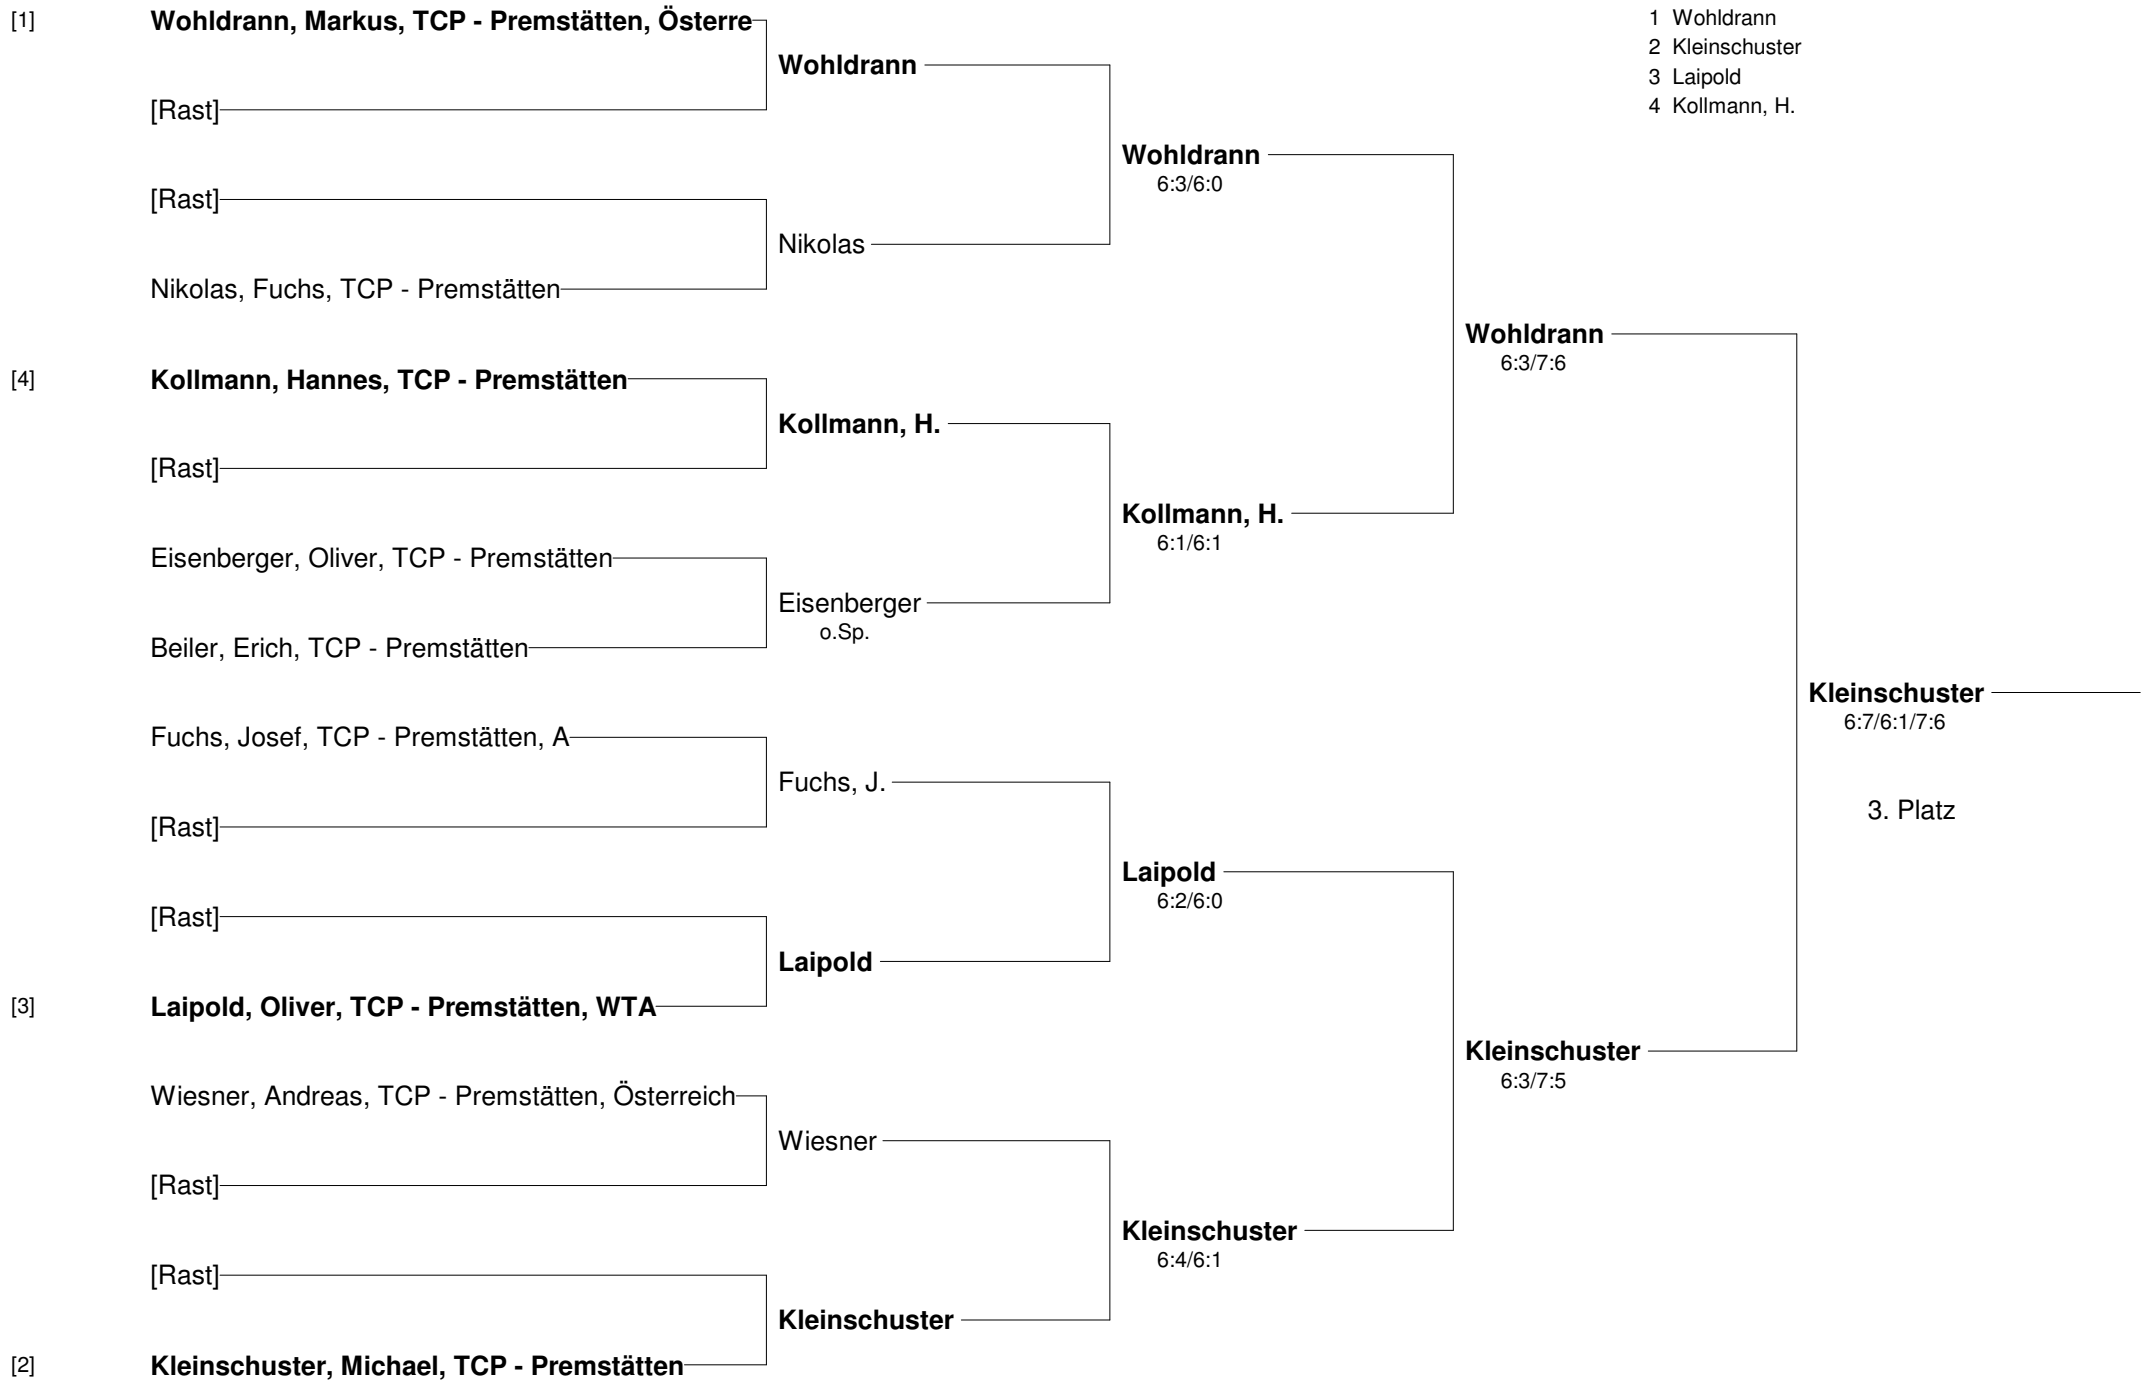 [1] Wohldrann, Markus, TCP - Premstätten, Österre
1 Wohldrann
2 Kleinschuster
3 Laipold
4 Kollmann, H.
Wohldrann
[Rast]
Wohldrann
6:3/6:0
[Rast]
Nikolas
Nikolas, Fuchs, TCP - Premstätten
Wohldrann
6:3/7:6
[4] Kollmann, Hannes, TCP - Premstätten
Kollmann, H.
[Rast]
Kollmann, H.
6:1/6:1
Eisenberger, Oliver, TCP - Premstätten
Eisenberger
o.Sp.
Beiler, Erich, TCP - Premstätten
Kleinschuster
6:7/6:1/7:6
Fuchs, Josef, TCP - Premstätten, A
Fuchs, J.
3. Platz
[Rast]
Laipold
6:2/6:0
[Rast]
Laipold
[3] Laipold, Oliver, TCP - Premstätten, WTA
Kleinschuster
6:3/7:5
Wiesner, Andreas, TCP - Premstätten, Österreich
Wiesner
[Rast]
Kleinschuster
6:4/6:1
[Rast]
Kleinschuster
[2] Kleinschuster, Michael, TCP - Premstätten